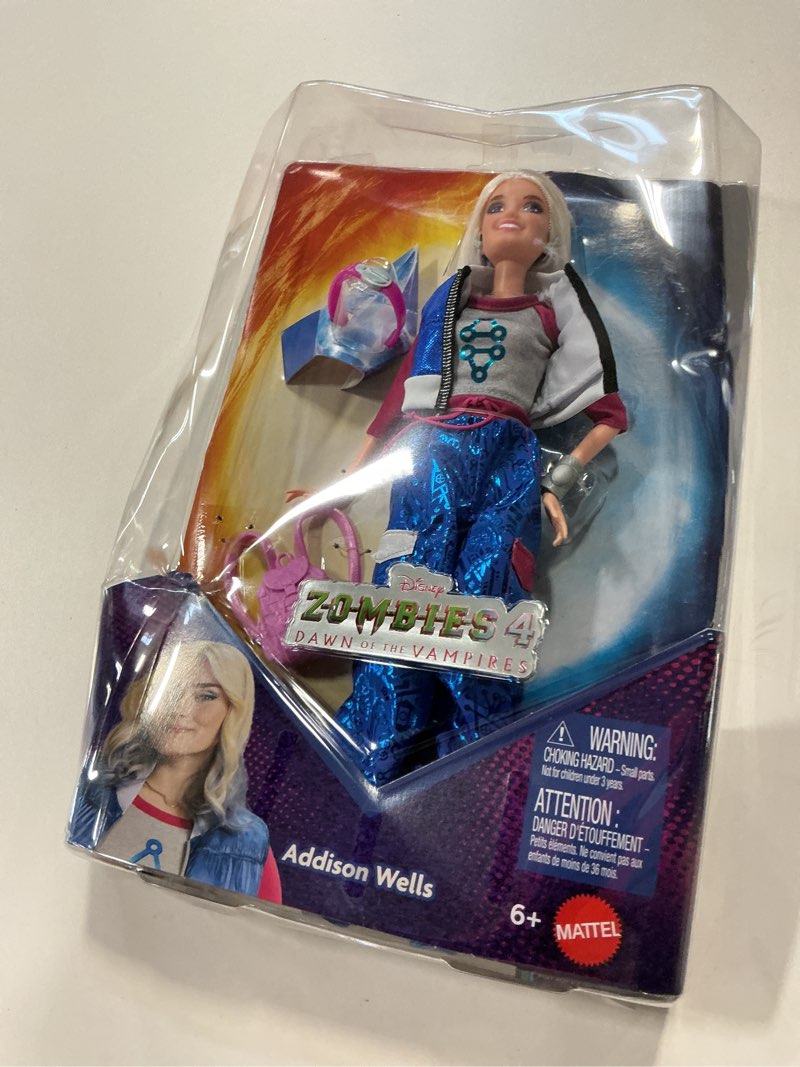 Disney
ZOMBIES 4
DAWN OF THE VAMPIRES
WARNING:
CHOKING HAZARD – Small parts.
Not for children under 3 years.
ATTENTION :
DANGER D'ÉTOUFFEMENT –
Petits éléments. Ne convient pas aux
enfants de moins de 36 mois.
Addison Wells
6+
MATTEL